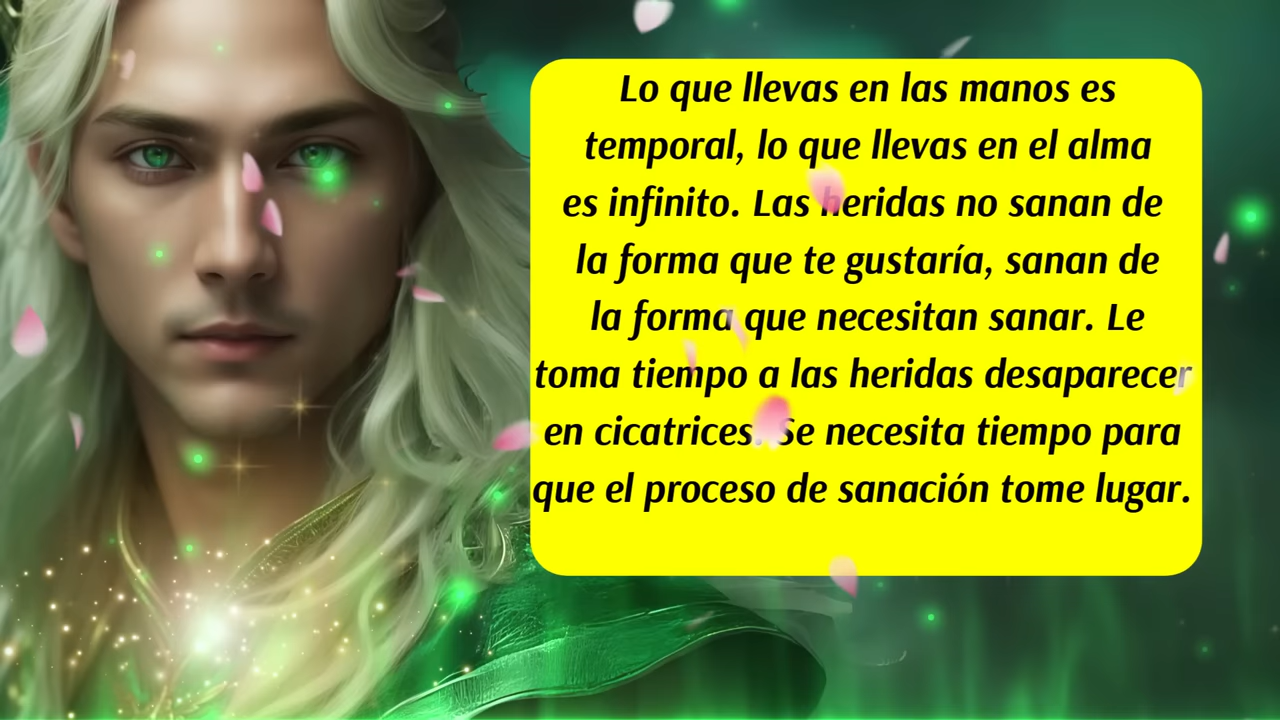 Lo que llevas en las manos es
temporal, lo que llevas en el alma
es infinito. Las heridas no sanan de
la forma que te gustaría, sanan de
la forma que necesitan sanar. Le
toma tiempo a las heridas desaparecer
en cicatrices. Se necesita tiempo para
que el proceso de sanación tome lugar.